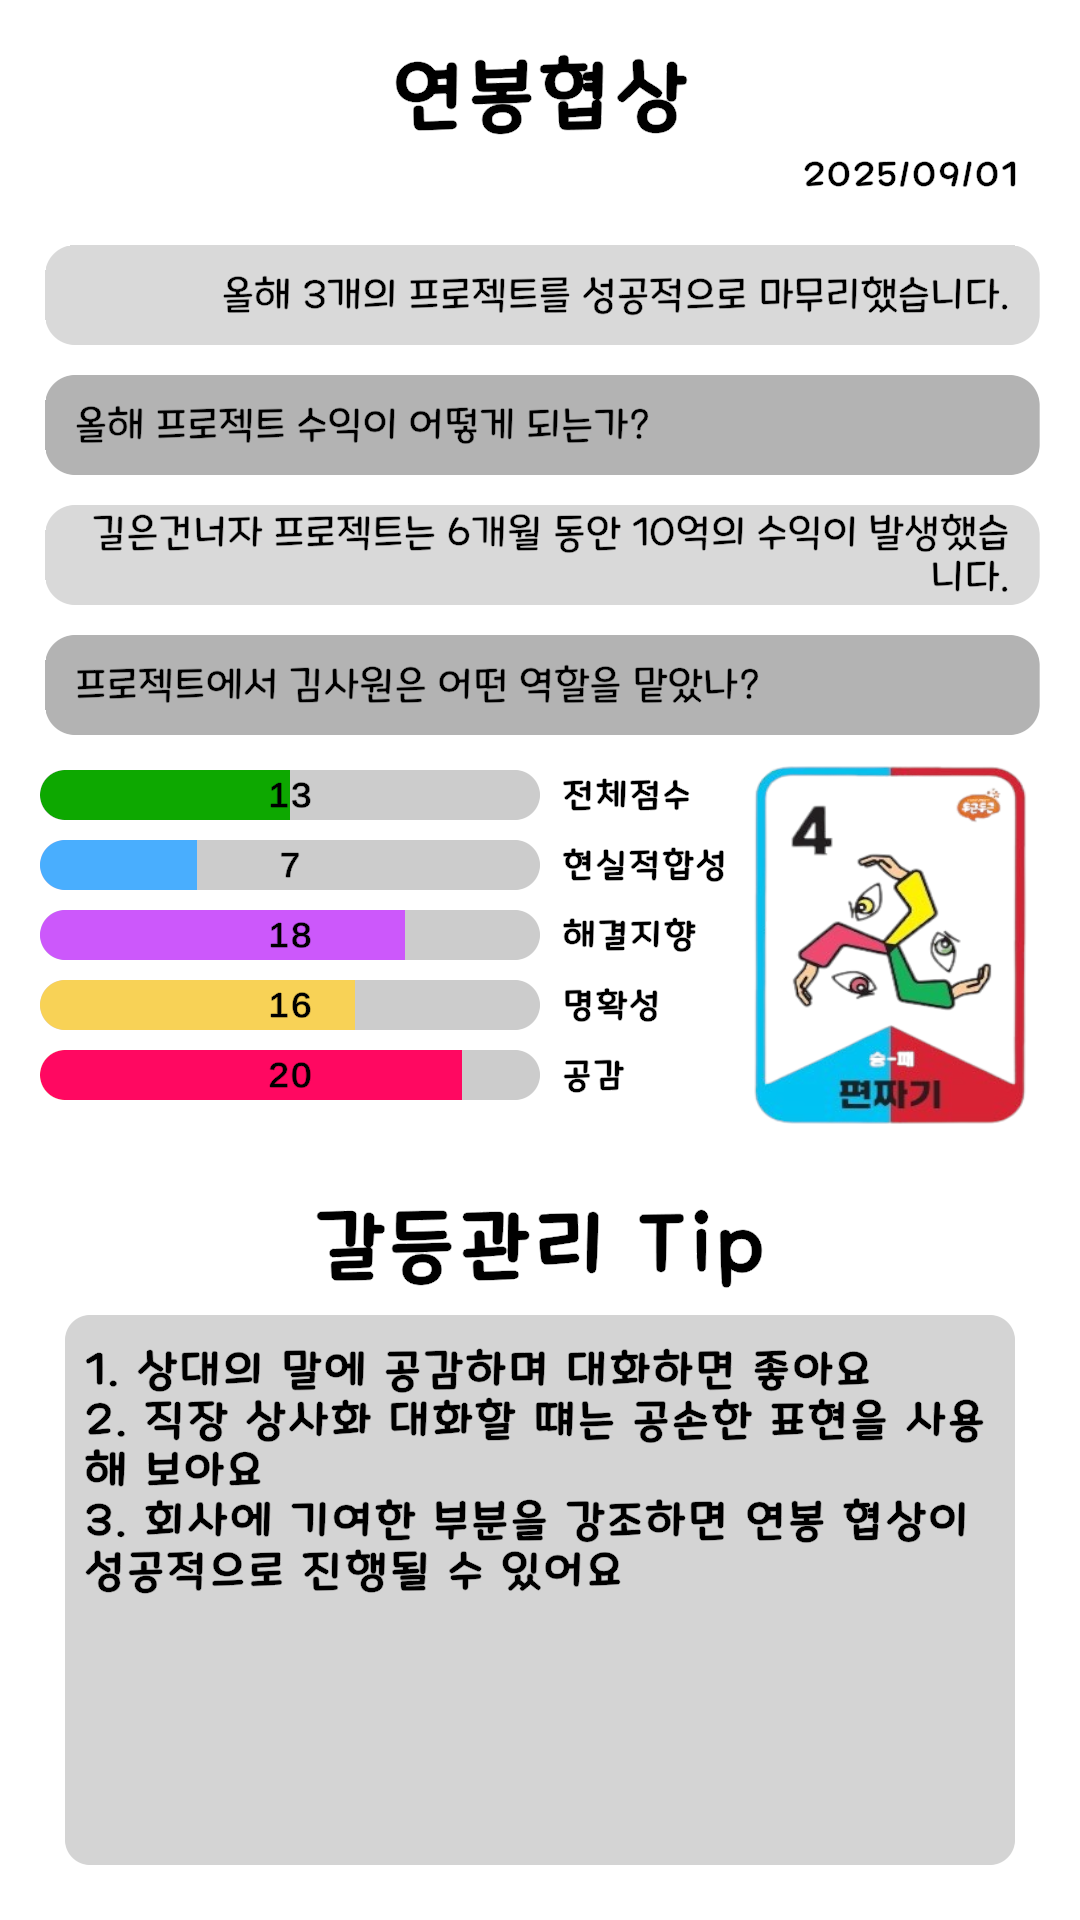 연봉협상
2025/09/01
올해 3개의 프로젝트를 성공적으로 마무리했습니다.
올해 프로젝트 수익이 어떻게 되는가?
길은건너자 프로젝트는 6개월 동안 10억의 수익이 발생했습
니다.
프로젝트에서 김사원은 어떤 역할을 맡았나?
13 전체점수
7 현실적합성
18 해결지향
16 명확성
20 공감
두근두근
4
승-패
편짜기
갈등관리 Tip
1. 상대의 말에 공감하며 대화하면 좋아요
2. 직장 상사화 대화할 떄는 공손한 표현을 사용
해 보아요
3. 회사에 기여한 부분을 강조하면 연봉 협상이
성공적으로 진행될 수 있어요